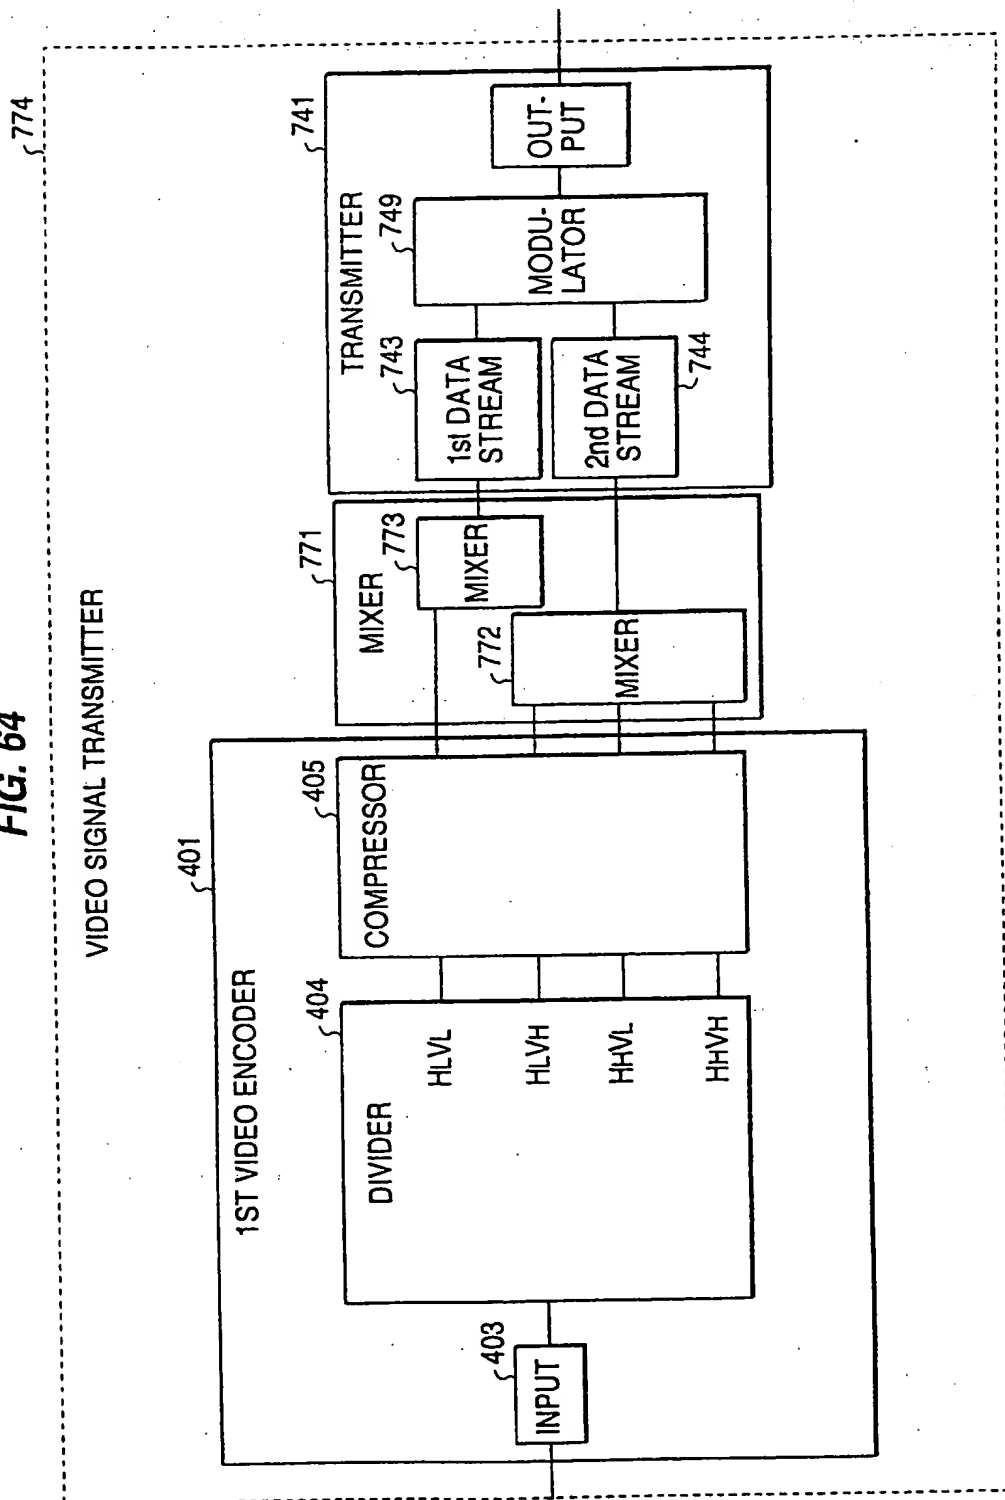 FIG. 64
774
VIDEO SIGNAL TRANSMITTER
401
1ST VIDEO ENCODER
403
INPUT
404
DIVIDER
HLVL
HLVH
HHVL
HHVH
405
COMPRESSOR
771
MIXER
772
MIXER
773
MIXER
741
TRANSMITTER
743
1st DATA
STREAM
2nd DATA
STREAM
744
749
MODU-
LATOR
OUT-
PUT